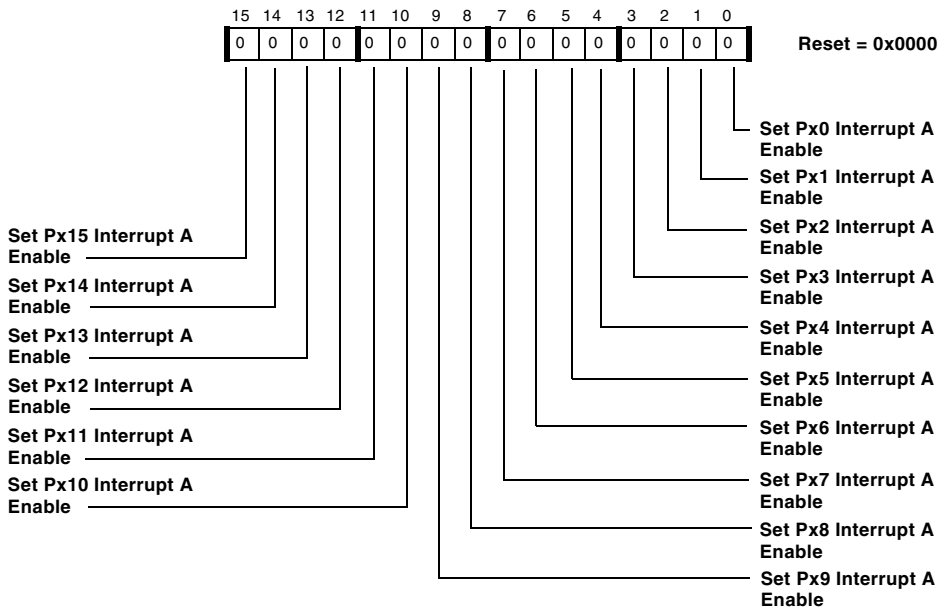 15 14 13 12 11 10 9 8 7 6 5 4 3 2 1 0
0 0 0 0 0 0 0 0 0 0 0 0 0 0 0 0
Reset = 0x0000
Set Px0 Interrupt A
Enable
Set Px1 Interrupt A
Enable
Set Px2 Interrupt A
Enable
Set Px3 Interrupt A
Enable
Set Px4 Interrupt A
Enable
Set Px5 Interrupt A
Enable
Set Px6 Interrupt A
Enable
Set Px7 Interrupt A
Enable
Set Px8 Interrupt A
Enable
Set Px9 Interrupt A
Enable
Set Px15 Interrupt A
Enable
Set Px14 Interrupt A
Enable
Set Px13 Interrupt A
Enable
Set Px12 Interrupt A
Enable
Set Px11 Interrupt A
Enable
Set Px10 Interrupt A
Enable